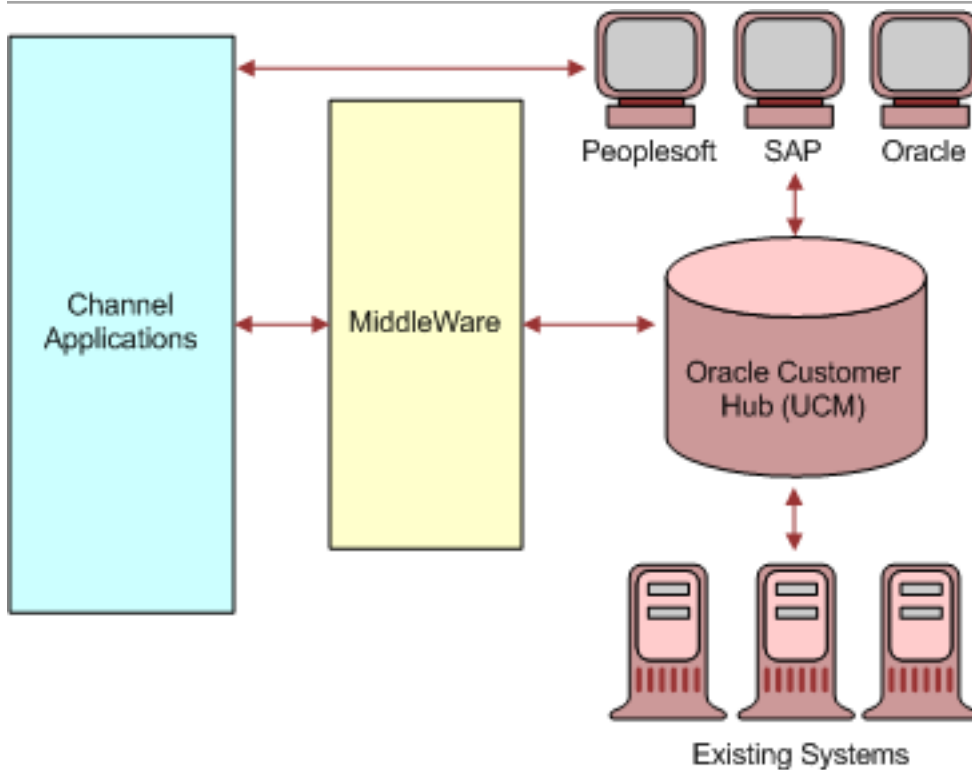 Peoplesoft SAP Oracle
Channel
Applications
MiddleWare
Oracle Customer
Hub (UCM)
Existing Systems